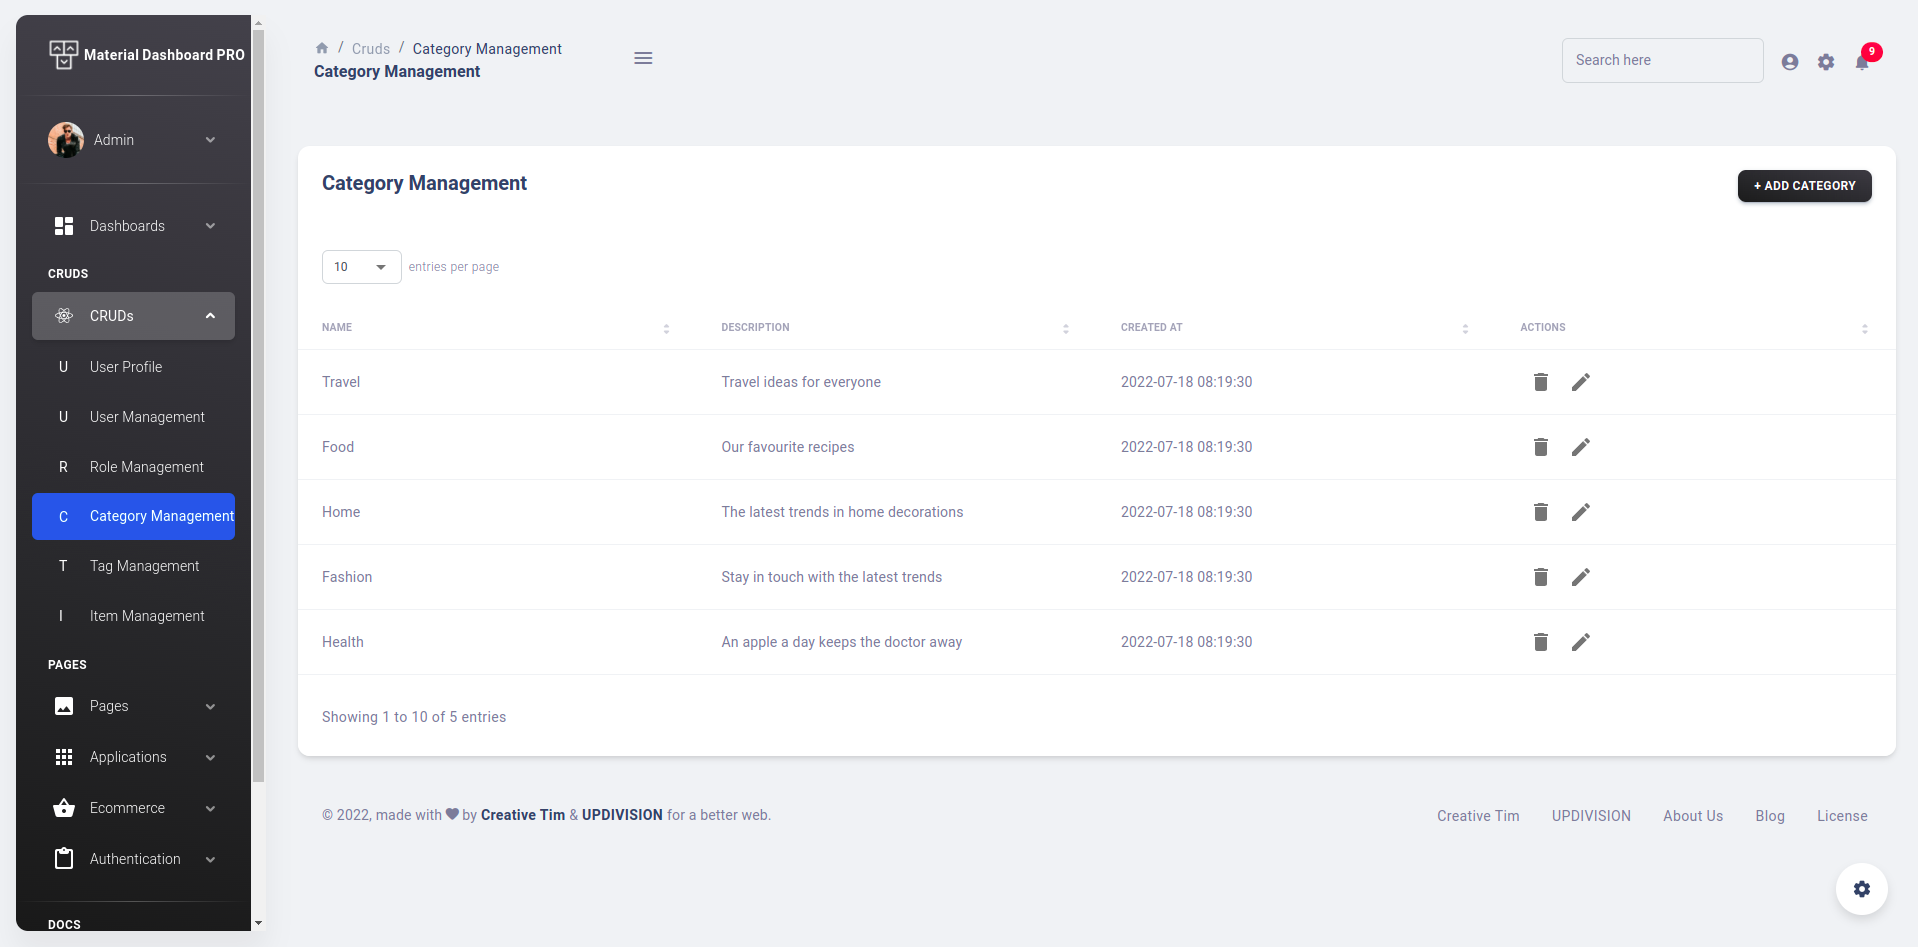 Material Dashboard PRO
Admin
Dashboards
CRUDS
CRUDs
U User Profile
U User Management
R Role Management
C Category Management
T Tag Management
I Item Management
PAGES
Pages
Applications
Ecommerce
Authentication
DOCS
/ Cruds / Category Management
Category Management
Search here
9
Category Management
+ ADD CATEGORY
10 entries per page
NAME DESCRIPTION CREATED AT ACTIONS
Travel Travel ideas for everyone 2022-07-18 08:19:30
Food Our favourite recipes 2022-07-18 08:19:30
Home The latest trends in home decorations 2022-07-18 08:19:30
Fashion Stay in touch with the latest trends 2022-07-18 08:19:30
Health An apple a day keeps the doctor away 2022-07-18 08:19:30
Showing 1 to 10 of 5 entries
© 2022, made with by Creative Tim & UPDIVISION for a better web.
Creative Tim UPDIVISION About Us Blog License